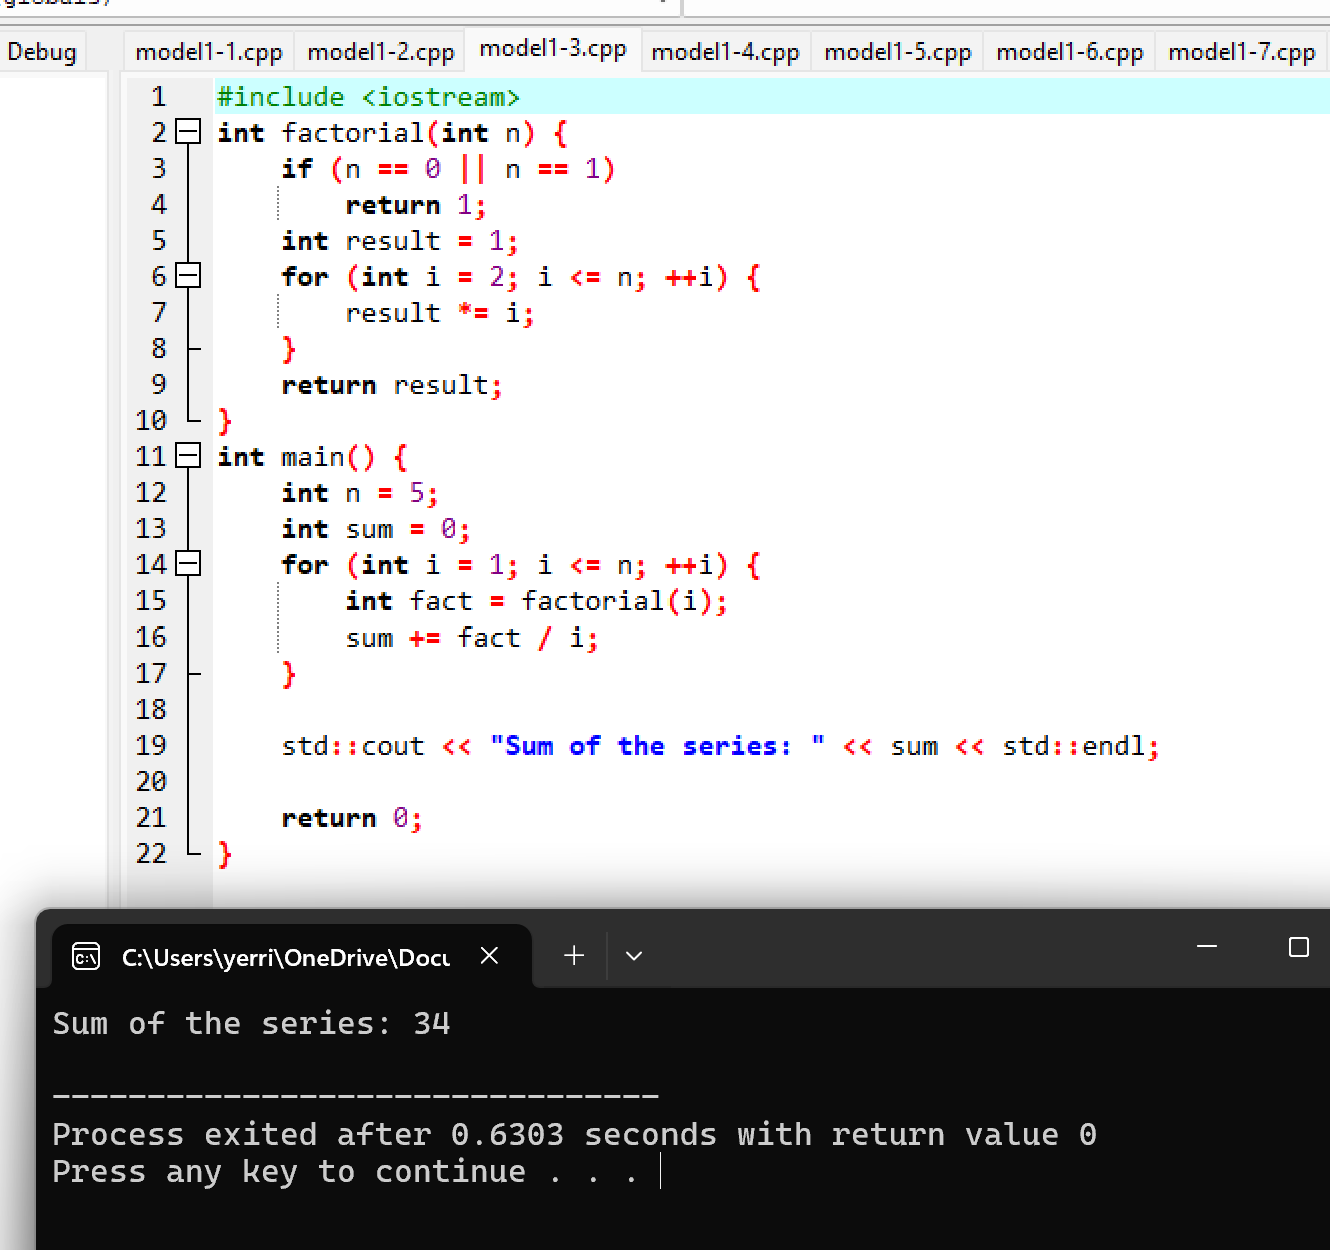 Debug model1-1.cpp model1-2.cpp model1-3.cpp model1-4.cpp model1-5.cpp model1-6.cpp model1-7.cpp
1 #include <iostream>
2 int factorial(int n) {
3 if (n == 0 || n == 1)
4 return 1;
5 int result = 1;
6 for (int i = 2; i <= n; ++i) {
7 result *= i;
8 }
9 return result;
10 }
11 int main() {
12 int n = 5;
13 int sum = 0;
14 for (int i = 1; i <= n; ++i) {
15 int fact = factorial(i);
16 sum += fact / i;
17 }
18
19 std::cout << "Sum of the series: " << sum << std::endl;
20
21 return 0;
22 }
C:\Users\yerri\OneDrive\Docu
Sum of the series: 34
--------------------------------
Process exited after 0.6303 seconds with return value 0
Press any key to continue . . .